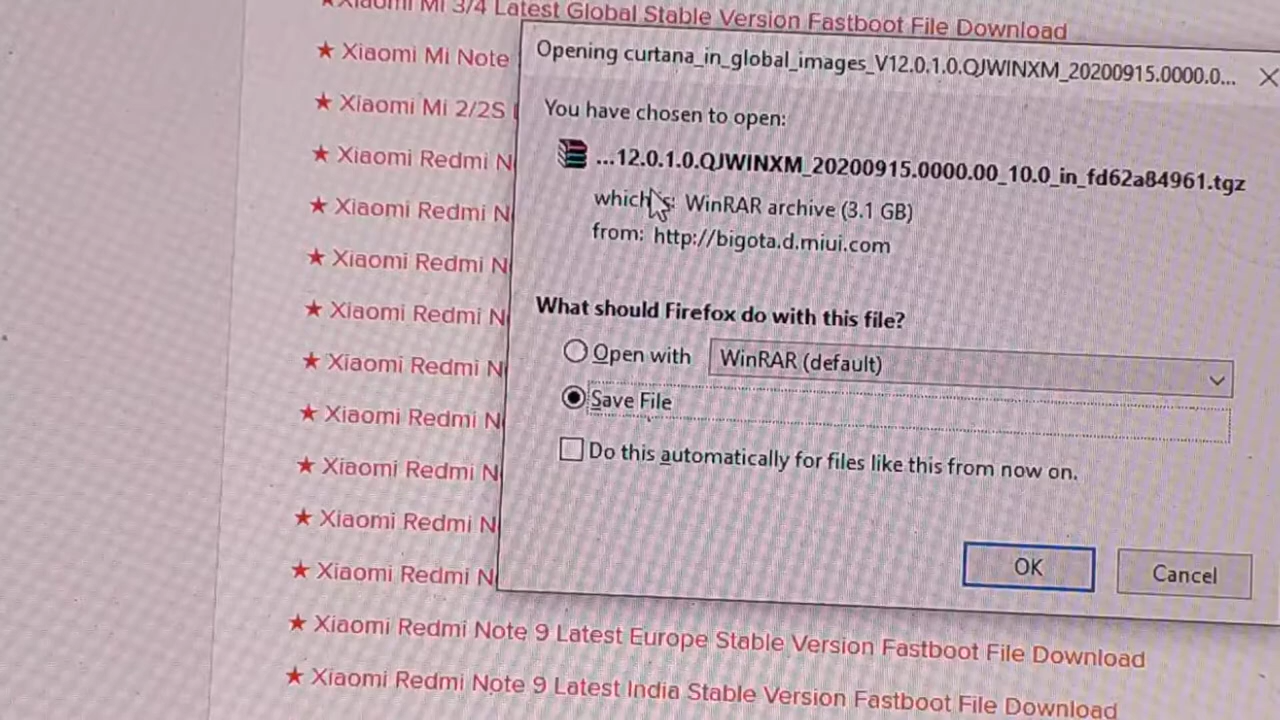 ★Xiaomi Mi 3/4 Latest Global Stable Version Fastboot File Download
★ Xiaomi Mi Note
★ Xiaomi Mi 2/2S
★ Xiaomi Redmi N
★ Xiaomi Redmi N
★ Xiaomi Redmi N
★ Xiaomi Redmi N
★ Xiaomi Redmi N
★ Xiaomi Redmi N
★ Xiaomi Redmi N
★ Xiaomi Redmi N
★ Xiaomi Redmi N
★ Xiaomi Redmi Note 9 Latest Europe Stable Version Fastboot File Download
★ Xiaomi Redmi Note 9 Latest India Stable Version Fastboot File Download
Opening curtana_in_global_images_V12.0.1.0.QJWINXM_20200915.0000.0...
You have chosen to open:
...12.0.1.0.QJWINXM_20200915.0000.00_10.0_in_fd62a84961.tgz
which is: WinRAR archive (3.1 GB)
from: http://bigota.d.miui.com
What should Firefox do with this file?
Open with WinRAR (default)
Save File
Do this automatically for files like this from now on.
OK Cancel